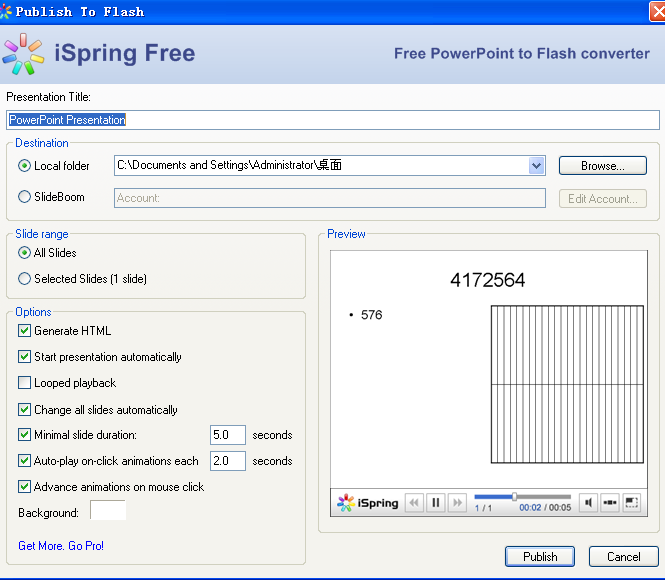 Publish To Flash
iSpring Free
Free PowerPoint to Flash converter
Presentation Title:
PowerPoint Presentation
Destination
Local folder
C:\Documents and Settings\Administrator\桌面
Browse...
SlideBoom
Account:
Edit Account...
Slide range
All Slides
Selected Slides (1 slide)
Options
Generate HTML
Start presentation automatically
Looped playback
Change all slides automatically
Minimal slide duration: 5.0 seconds
Auto-play on-click animations each 2.0 seconds
Advance animations on mouse click
Background:
Get More. Go Pro!
Preview
4172564
• 576
iSpring
1 / 1 00:02 / 00:05
Publish
Cancel